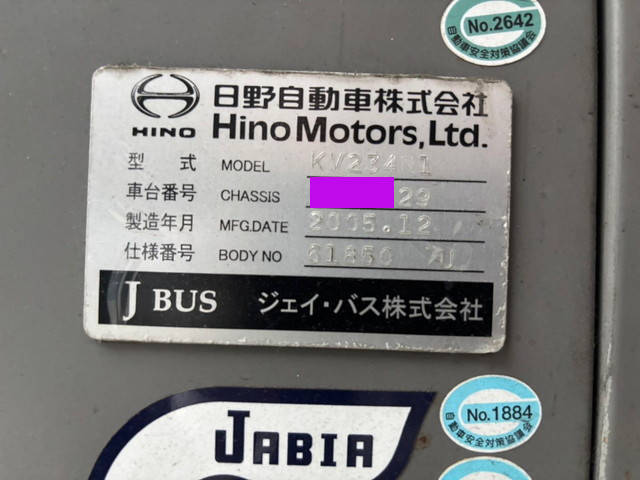 No.2642
自動車安全対策協議会
日野自動車株式会社
HINO
Hino Motors, Ltd.
型式 MODEL KV234N1
車台番号 CHASSIS 29
製造年月 MFG.DATE 2005.12
仕様番号 BODY NO 61850 U
J BUS ジェイ・バス株式会社
No.1884
自動車安全対策協議会
JABIA